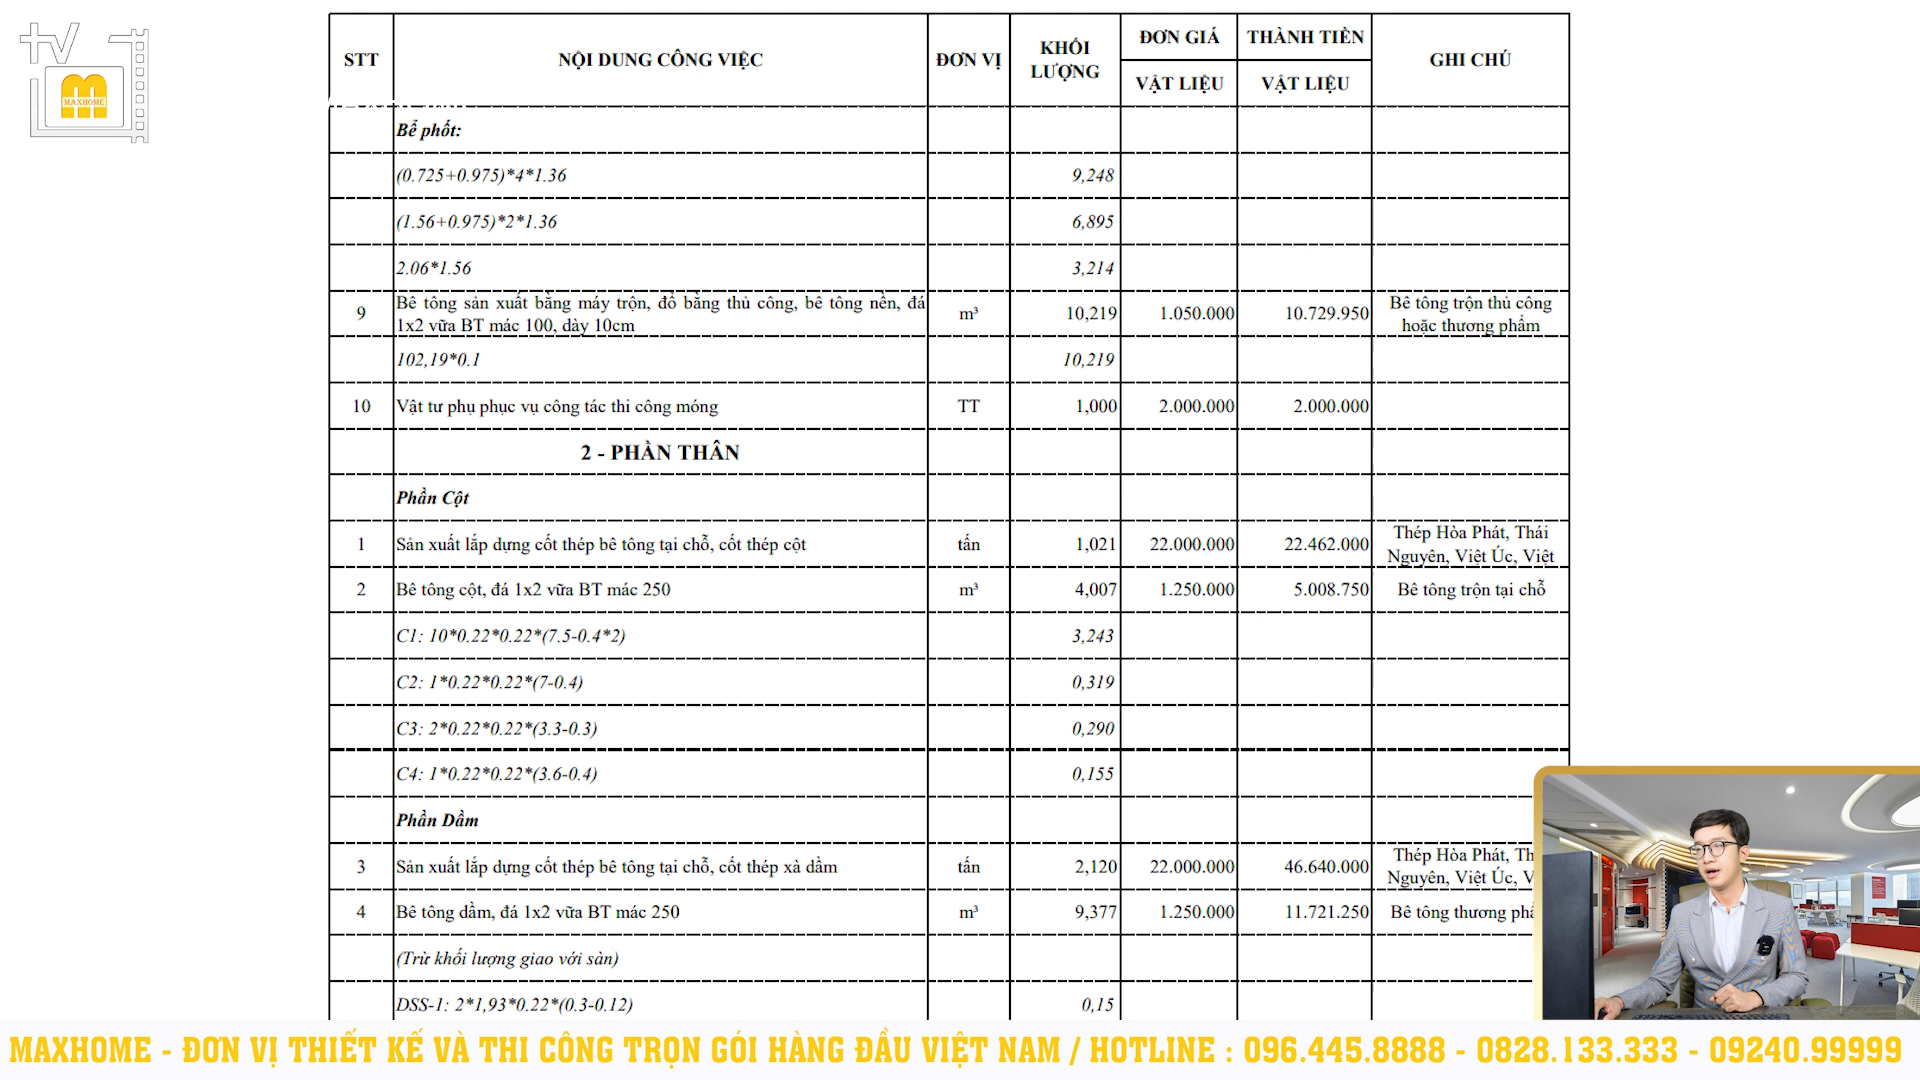 tv
MAXHOME
STT NỘI DUNG CÔNG VIỆC ĐƠN VỊ KHỐI LƯỢNG ĐƠN GIÁ THÀNH TIỀN GHI CHÚ
VẬT LIỆU VẬT LIỆU
Bể phốt:
(0.725+0.975)*4*1.36 9,248
(1.56+0.975)*2*1.36 6,895
2.06*1.56 3,214
9 Bê tông sản xuất bằng máy trộn, đổ bằng thủ công, bê tông nền, đá m³ 10,219 1.050.000 10.729.950 Bê tông trộn thủ công
1x2 vữa BT mác 100, dày 10cm hoặc thương phẩm
102,19*0.1 10,219
10 Vật tư phụ phục vụ công tác thi công móng TT 1,000 2.000.000 2.000.000
2 - PHẦN THÂN
Phần Cột
1 Sản xuất lắp dựng cốt thép bê tông tại chỗ, cốt thép cột tấn 1,021 22.000.000 22.462.000 Thép Hòa Phát, Thái
Nguyên, Việt Úc, Việt
2 Bê tông cột, đá 1x2 vữa BT mác 250 m³ 4,007 1.250.000 5.008.750 Bê tông trộn tại chỗ
C1: 10*0.22*0.22*(7.5-0.4*2) 3,243
C2: 1*0.22*0.22*(7-0.4) 0,319
C3: 2*0.22*0.22*(3.3-0.3) 0,290
C4: 1*0.22*0.22*(3.6-0.4) 0,155
Phần Dầm
3 Sản xuất lắp dựng cốt thép bê tông tại chỗ, cốt thép xà dầm tấn 2,120 22.000.000 46.640.000 Thép Hòa Phát, Th
Nguyên, Việt Úc, V
4 Bê tông dầm, đá 1x2 vữa BT mác 250 m³ 9,377 1.250.000 11.721.250 Bê tông thương phẩ
(Trừ khối lượng giao với sàn)
DSS-1: 2*1,93*0.22*(0.3-0.12) 0,15
MAXHOME - ĐƠN VỊ THIẾT KẾ VÀ THI CÔNG TRỌN GÓI HÀNG ĐẦU VIỆT NAM / HOTLINE : 096.445.8888 - 0828.133.333 - 09240.99999